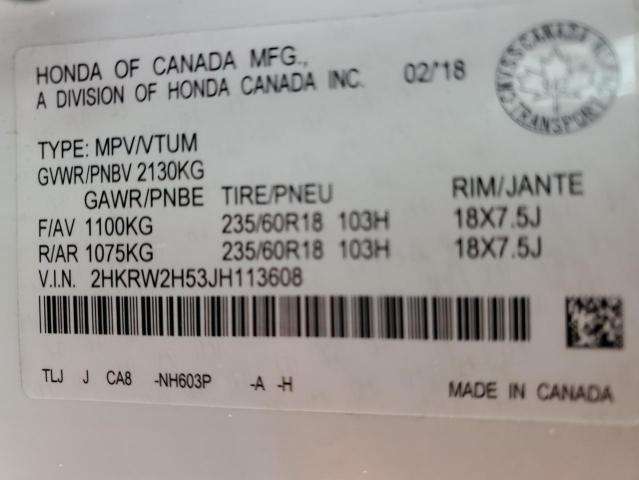 HONDA OF CANADA MFG.,
A DIVISION OF HONDA CANADA INC. 02/'18
CANADA
TRANSPORT
TYPE: MPV/VTUM
GVWR/PNBV 2130KG
GAWR/PNBE TIRE/PNEU RIM/JANTE
F/AV 1100KG 235/60R18 103H 18X7.5J
R/AR 1075KG 235/60R18 103H 18X7.5J
V.I.N. 2HKRW2H53JH113608
TLJ J CA8 -NH603P -A -H
MADE IN CANADA